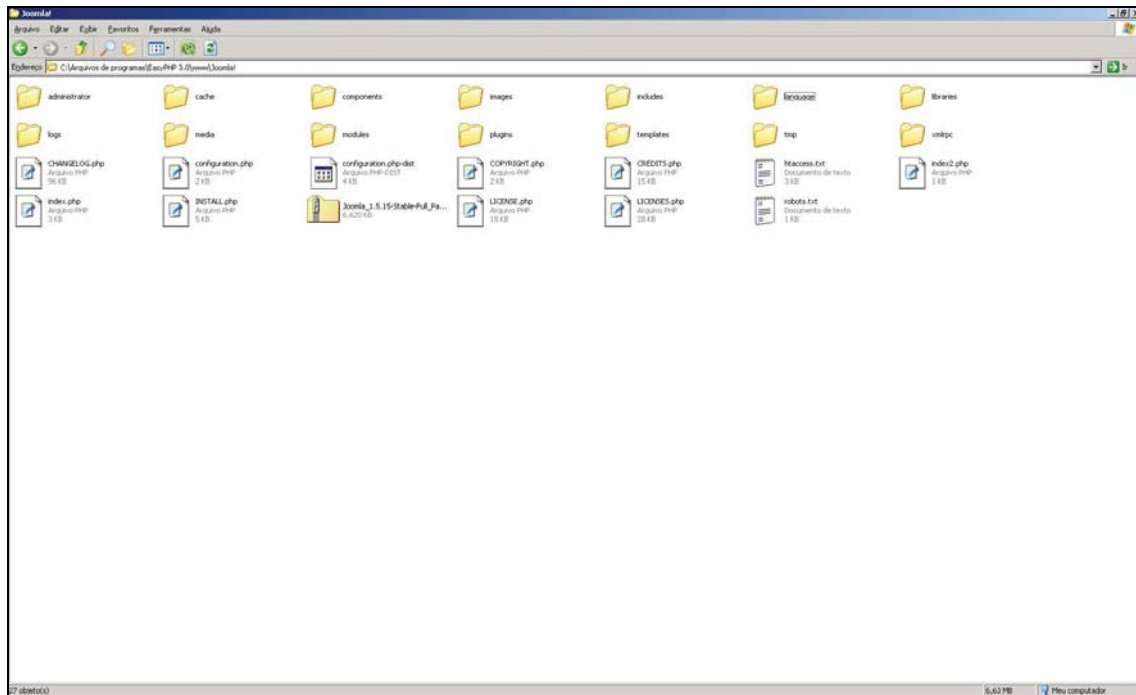 Joomla!
Arquivo Editar Exibir Favoritos Ferramentas Ajuda
Endereço C:\Arquivos de programas\EasyPHP 3.0\www\Joomla! Ir
administrator cache components images includes language libraries
logs media modules plugins templates tmp xmlrpc
CHANGELOG.php configuration.php configuration.php-dist COPYRIGHT.php CREDITS.php htaccess.txt index2.php
Arquivo PHP Arquivo PHP Arquivo PHP-DIST Arquivo PHP Arquivo PHP Documento de texto Arquivo PHP
96 KB 2 KB 4 KB 2 KB 15 KB 3 KB 1 KB
index.php INSTALL.php Joomla_1.5.15-Stable-Full_Pa... LICENSE.php LICENSES.php robots.txt
Arquivo PHP Arquivo PHP 6.620 KB Arquivo PHP Arquivo PHP Documento de texto
3 KB 5 KB 18 KB 28 KB 1 KB
27 objeto(s) 6,63 MB Meu computador